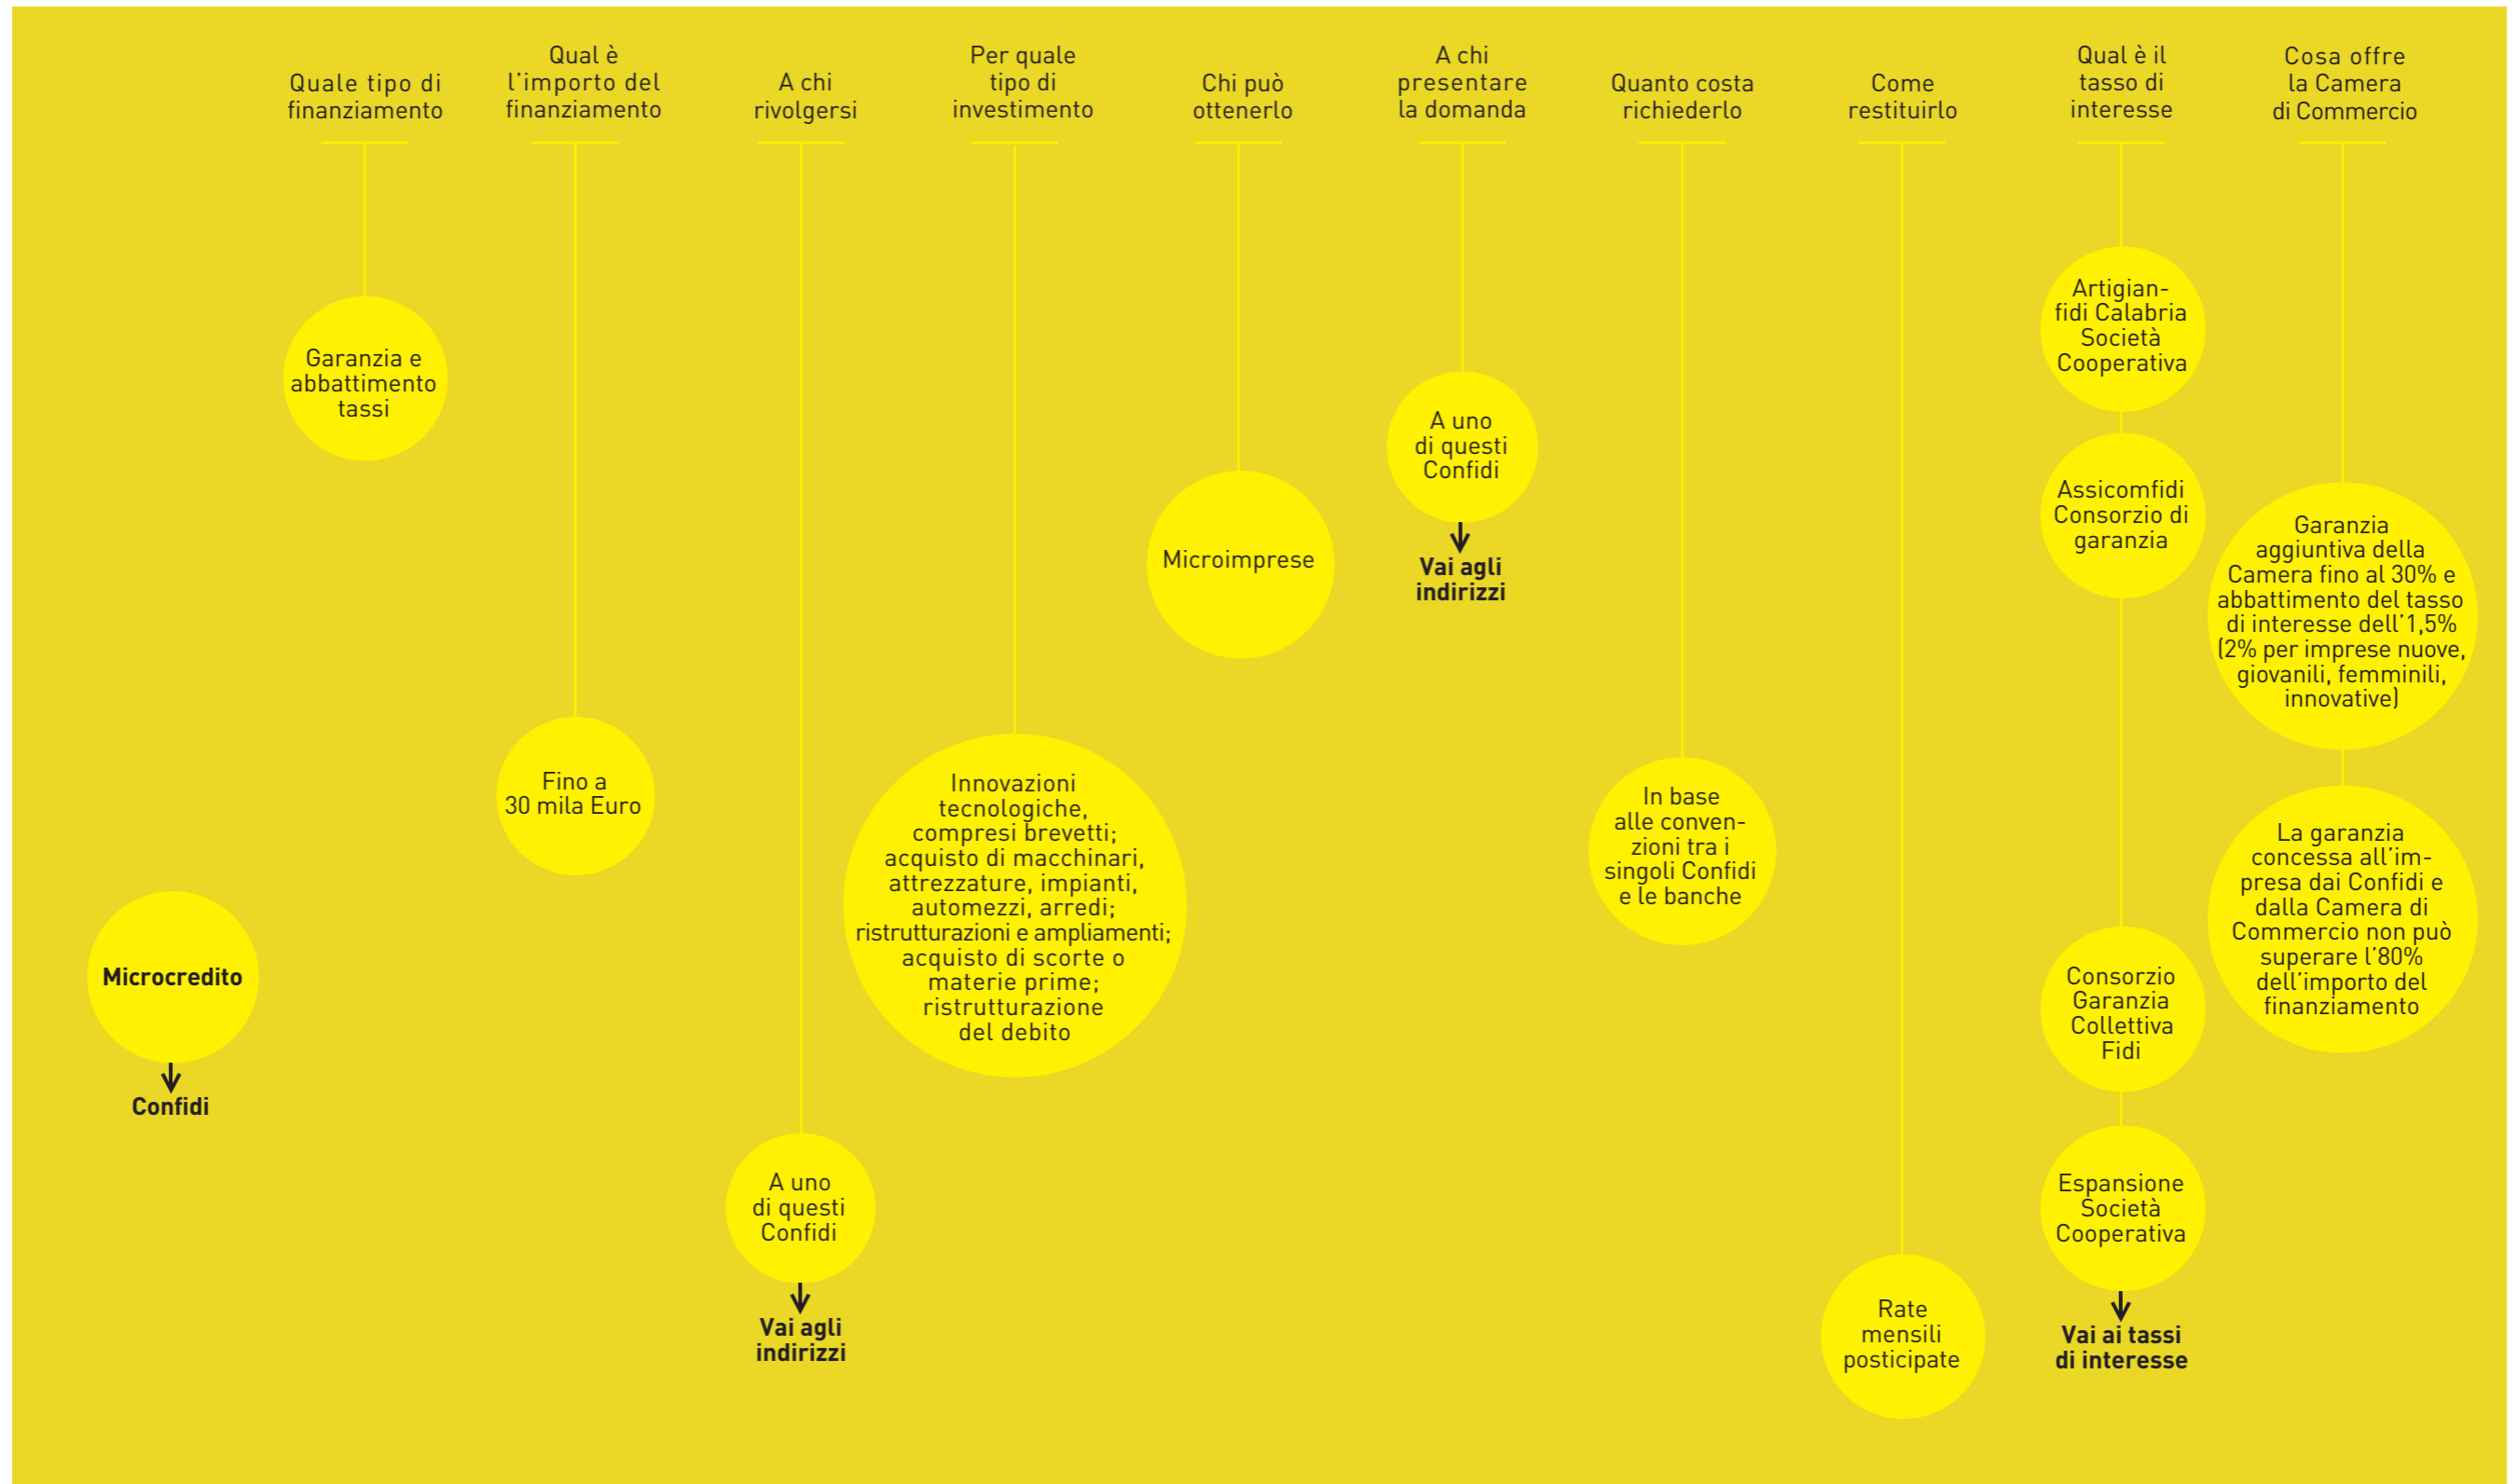 Quale tipo di
finanziamento
Qual è
l'importo del
finanziamento
A chi
rivolgersi
Per quale
tipo di
investimento
Chi può
ottenerlo
A chi
presentare
la domanda
Quanto costa
richiederlo
Come
restituirlo
Qual è il
tasso di
interesse
Cosa offre
la Camera
di Commercio
Microcredito
Confidi
Garanzia e
abbattimento
tassi
Fino a
30 mila Euro
A uno
di questi
Confidi
Vai agli
indirizzi
Innovazioni
tecnologiche,
compresi brevetti;
acquisto di macchinari,
attrezzature, impianti,
automezzi, arredi;
ristrutturazioni e ampliamenti;
acquisto di scorte o
materie prime;
ristrutturazione
del debito
Microimprese
A uno
di questi
Confidi
Vai agli
indirizzi
In base
alle conven-
zioni tra i
singoli Confidi
e le banche
Rate
mensili
posticipate
Artigian-
fidi Calabria
Società
Cooperativa
Assicomfidi
Consorzio di
garanzia
Consorzio
Garanzia
Collettiva
Fidi
Espansione
Società
Cooperativa
Vai ai tassi
di interesse
Garanzia
aggiuntiva della
Camera fino al 30% e
abbattimento del tasso
di interesse dell'1,5%
(2% per imprese nuove,
giovanili, femminili,
innovative)
La garanzia
concessa all'im-
presa dai Confidi e
dalla Camera di
Commercio non può
superare l'80%
dell'importo del
finanziamento